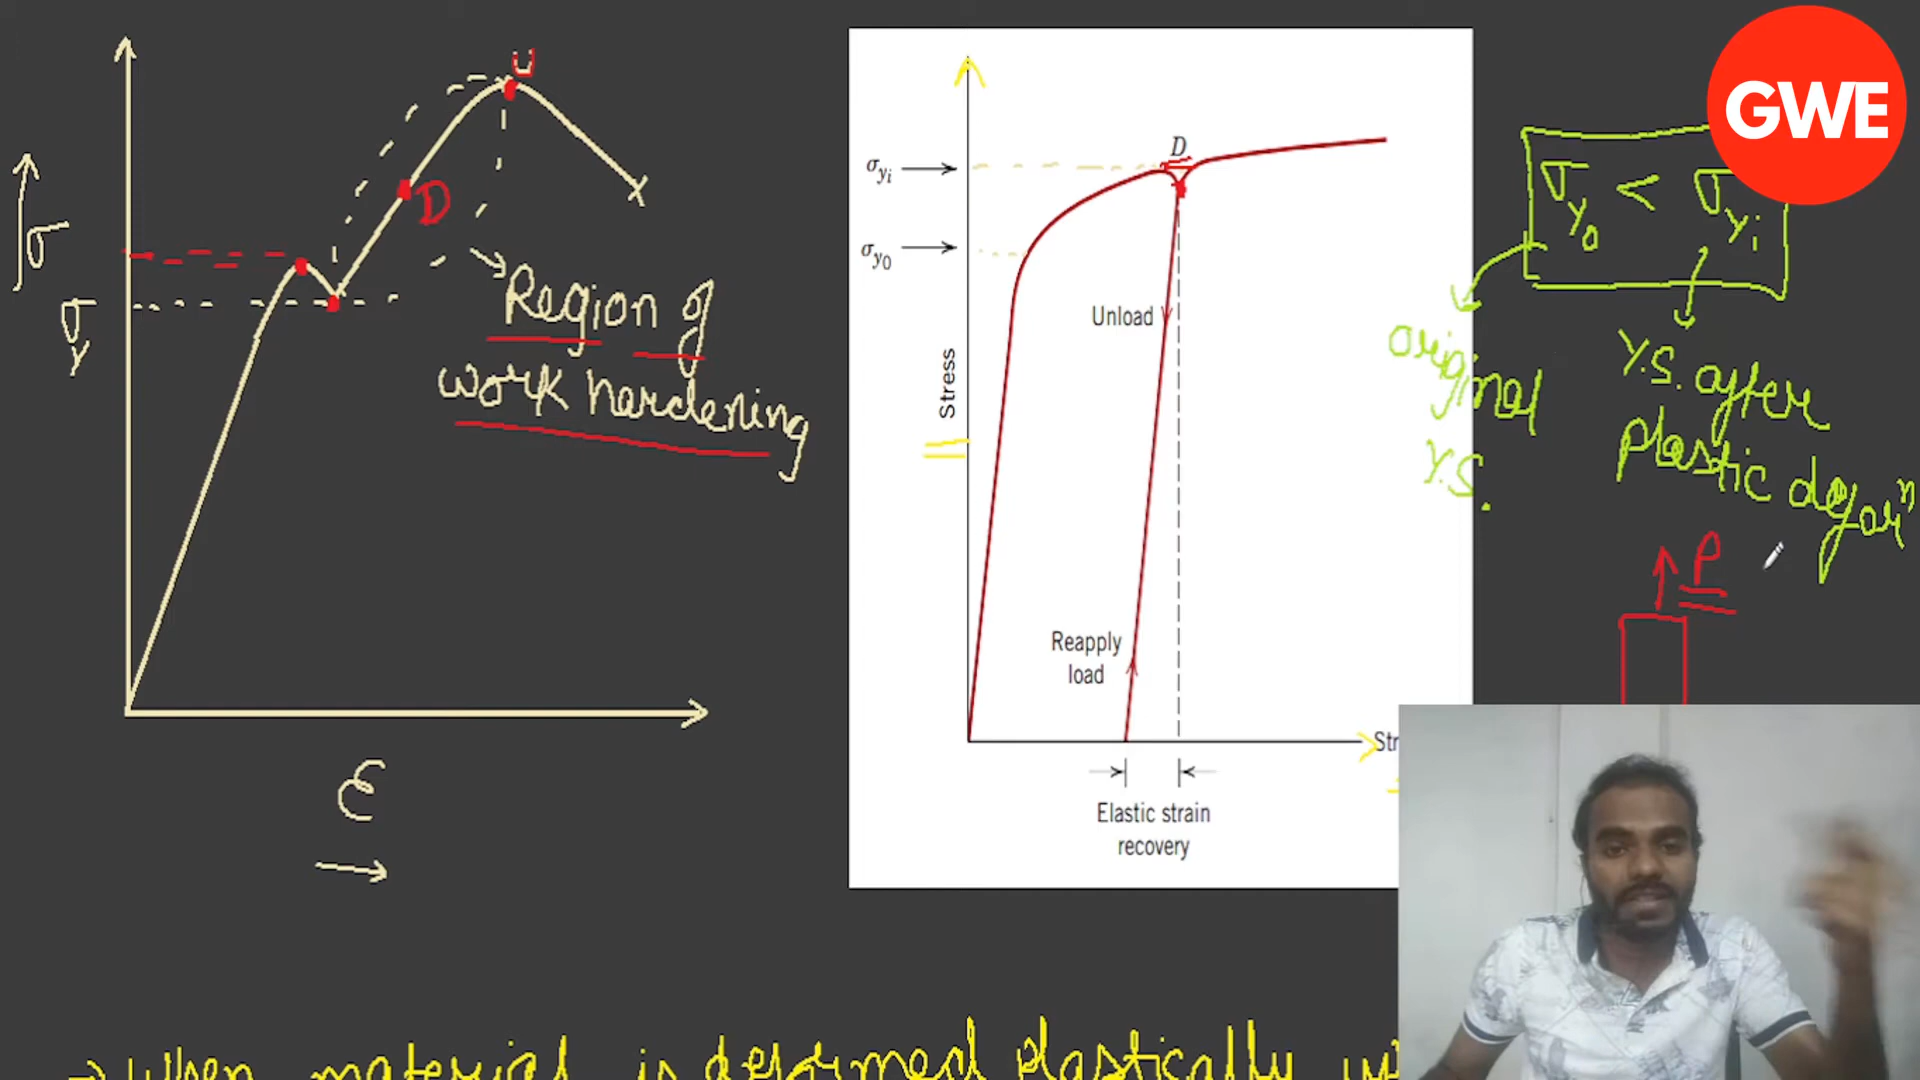 U
D
σ
σy
Region of
work hardening
ε
D
σyi
σy0
Unload
Stress
Reapply
load
Str
Elastic strain
recovery
GWE
σy0 < σyi
original
Y.S.
Y.S. after
plastic deforⁿ
P
→ When material is deformed plastically